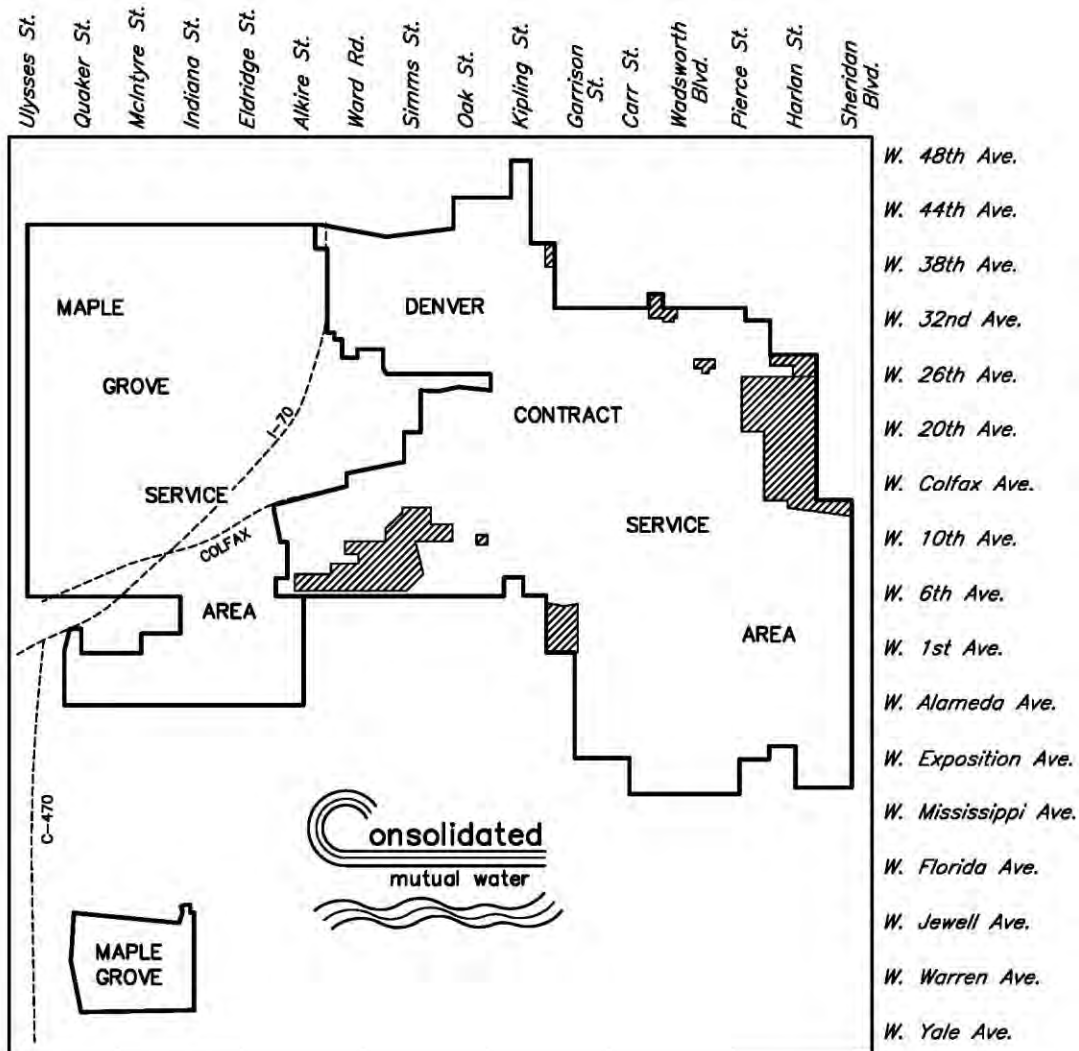 Ulysses St.
Quaker St.
McIntyre St.
Indiana St.
Eldridge St.
Alkire St.
Ward Rd.
Simms St.
Oak St.
Kipling St.
Garrison
St.
Carr St.
Wadsworth
Blvd.
Pierce St.
Harlan St.
Sheridan
Blvd.
W. 48th Ave.
W. 44th Ave.
W. 38th Ave.
W. 32nd Ave.
W. 26th Ave.
W. 20th Ave.
W. Colfax Ave.
W. 10th Ave.
W. 6th Ave.
W. 1st Ave.
W. Alameda Ave.
W. Exposition Ave.
W. Mississippi Ave.
W. Florida Ave.
W. Jewell Ave.
W. Warren Ave.
W. Yale Ave.
MAPLE
GROVE
SERVICE
AREA
DENVER
CONTRACT
SERVICE
AREA
I-70
COLFAX
C-470
Consolidated
mutual water
MAPLE
GROVE